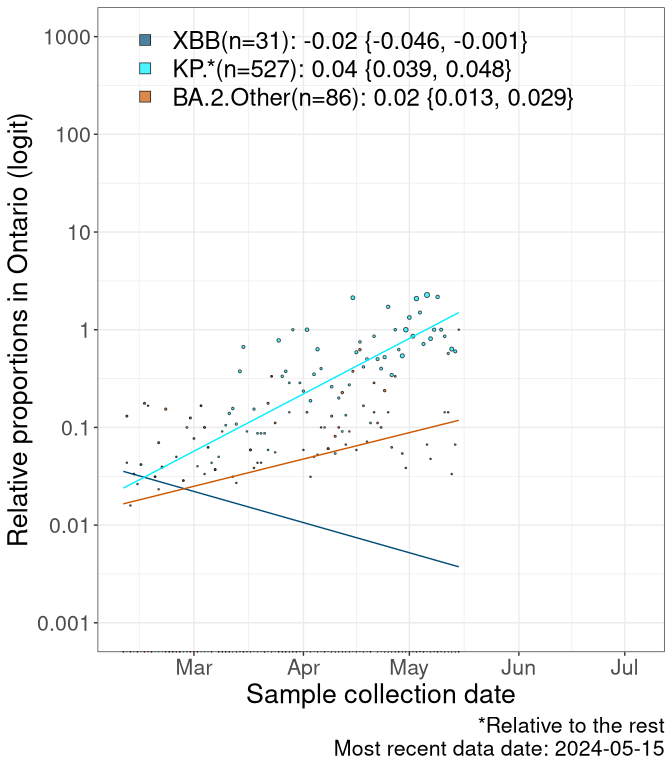 XBB(n=31): -0.02 {-0.046, -0.001}
KP.*(n=527): 0.04 {0.039, 0.048}
BA.2.Other(n=86): 0.02 {0.013, 0.029}
Relative proportions in Ontario (logit)
1000
100
10
1
0.1
0.01
0.001
Mar Apr May Jun Jul
Sample collection date
*Relative to the rest
Most recent data date: 2024-05-15